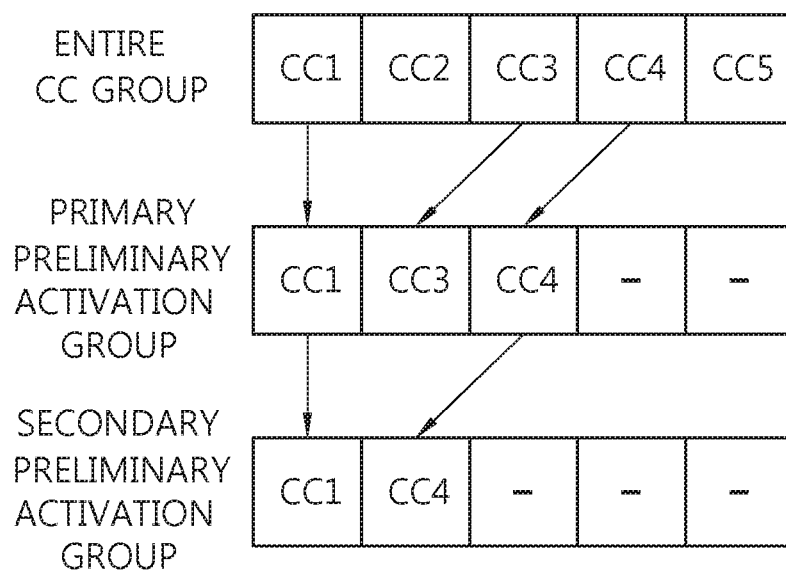 ENTIRE
CC GROUP
CC1 CC2 CC3 CC4 CC5
PRIMARY
PRELIMINARY
ACTIVATION
GROUP
CC1 CC3 CC4 – –
SECONDARY
PRELIMINARY
ACTIVATION
GROUP
CC1 CC4 – – –